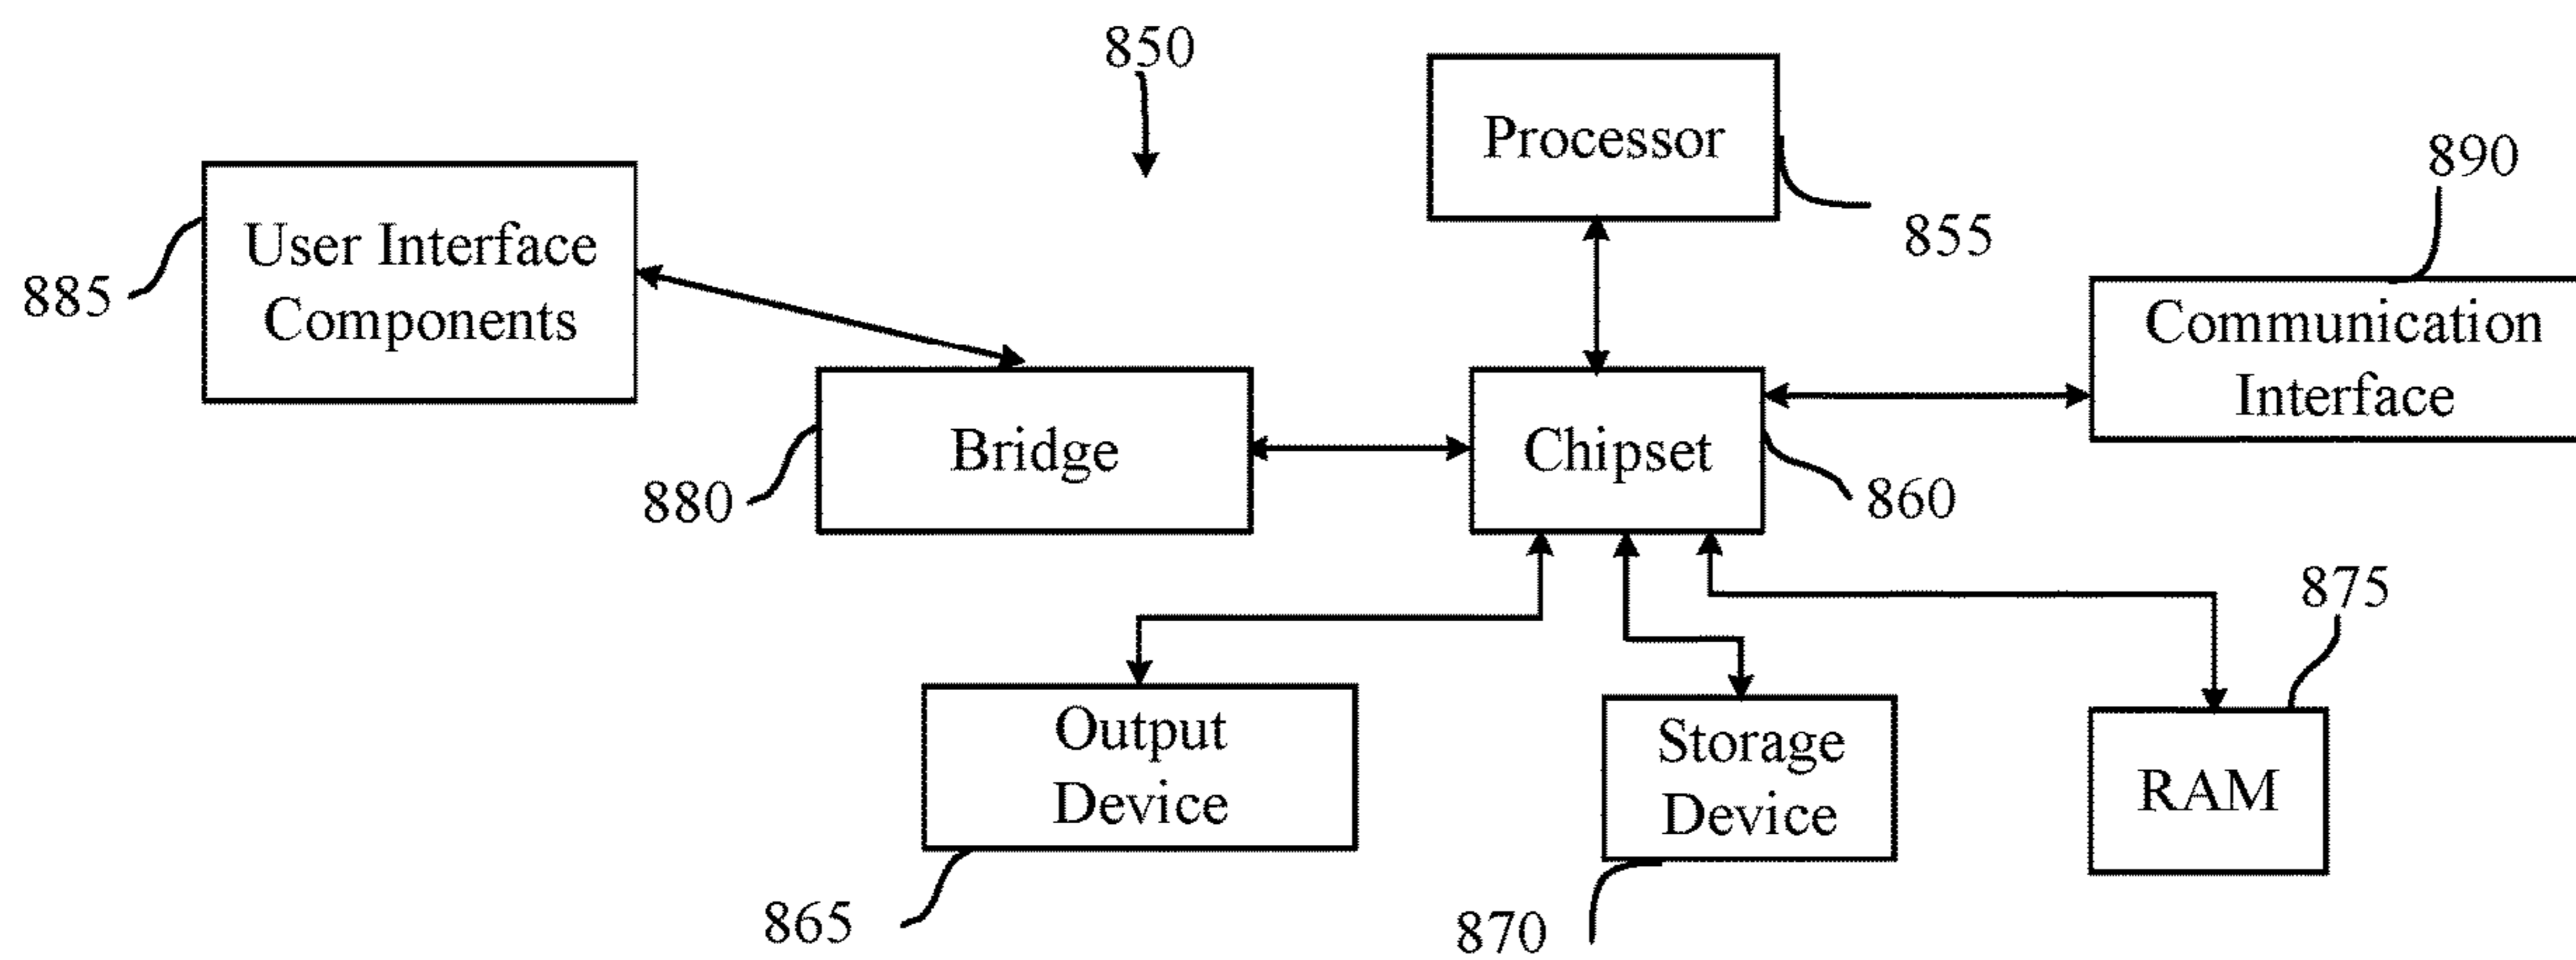 850
Processor
890
855
User Interface
Components
885
Communication
Interface
Bridge
880
Chipset
860
875
Output
Device
865
Storage
Device
870
RAM